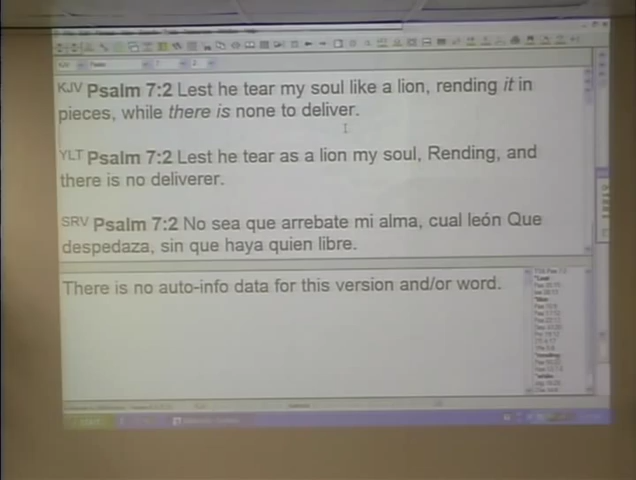 KJV Psalm 7:2 Lest he tear my soul like a lion, rending it in
pieces, while there is none to deliver.
YLT Psalm 7:2 Lest he tear as a lion my soul, Rending, and
there is no deliverer.
SRV Psalm 7:2 No sea que arrebate mi alma, cual león Que
despedaza, sin que haya quien libre.
There is no auto-info data for this version and/or word.